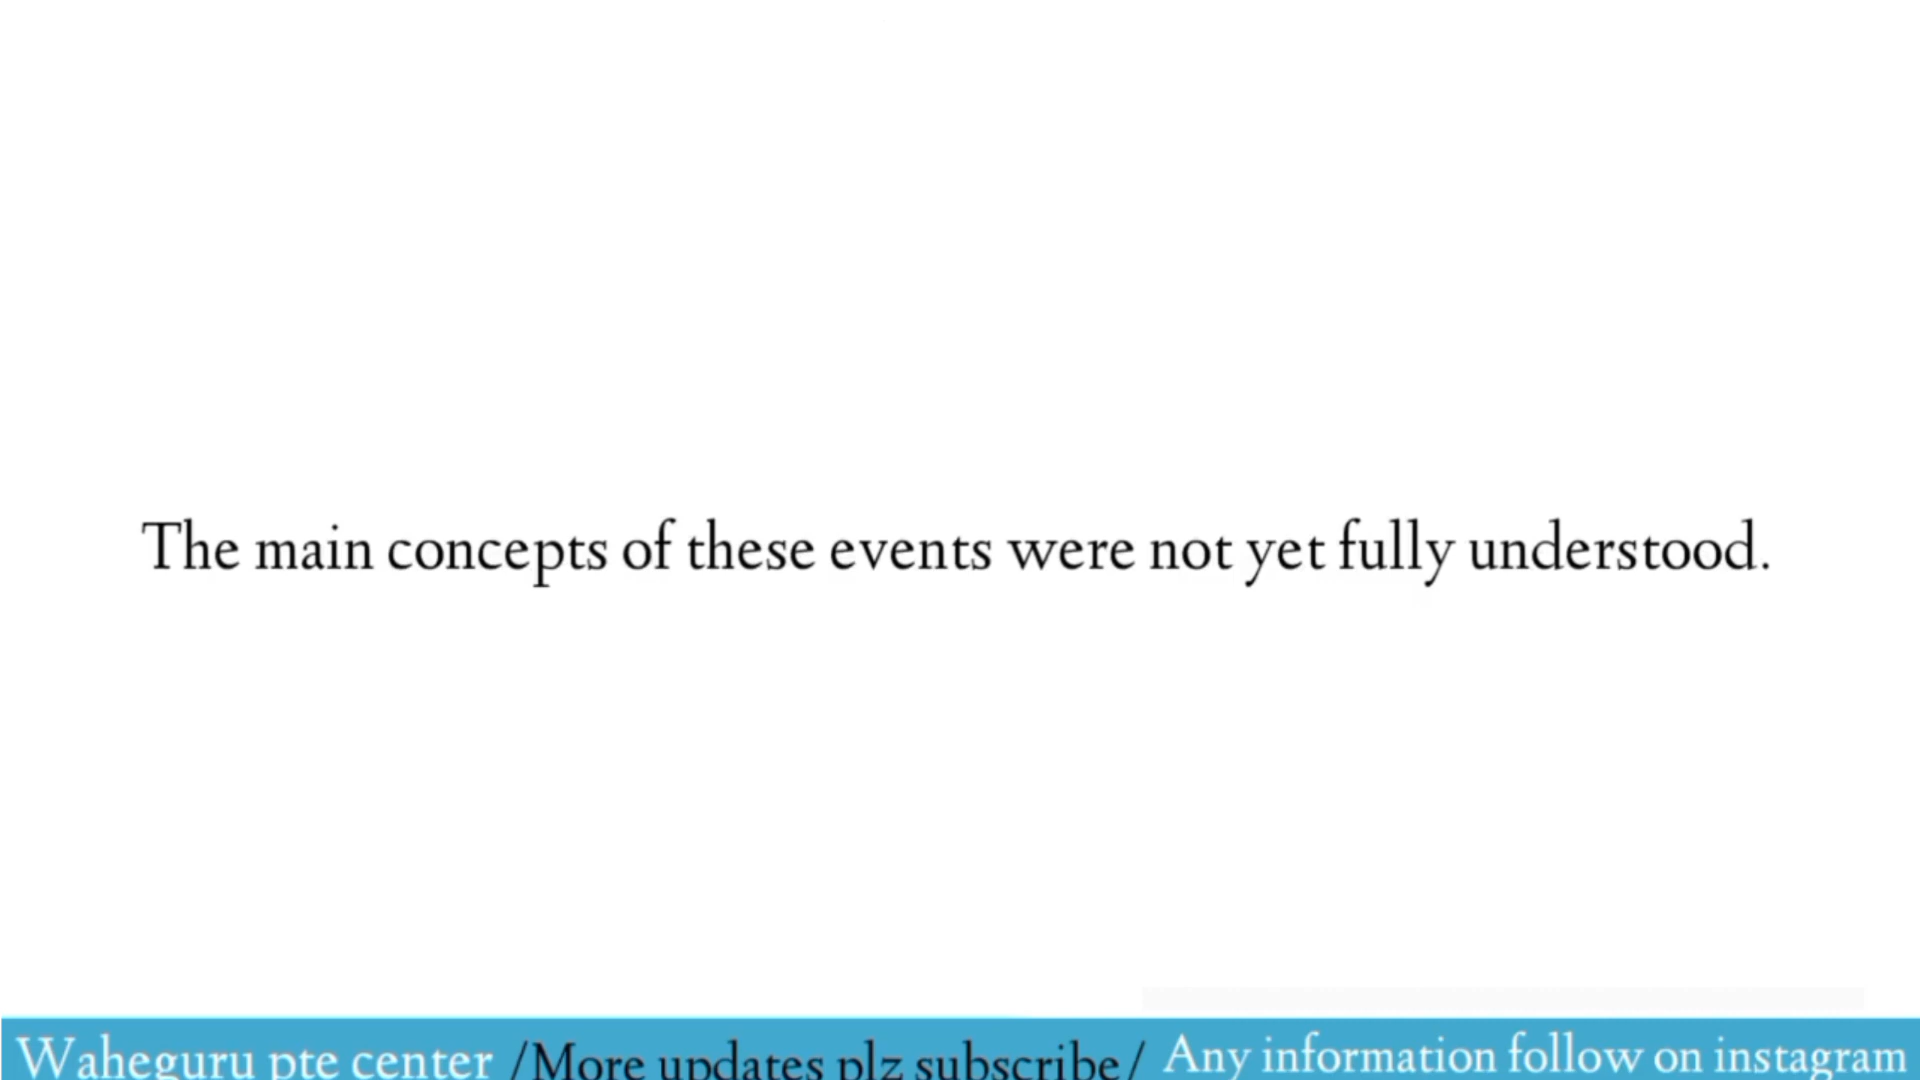 The main concepts of these events were not yet fully understood.
Waheguru pte center /More updates plz subscribe/ Any information follow on instagram